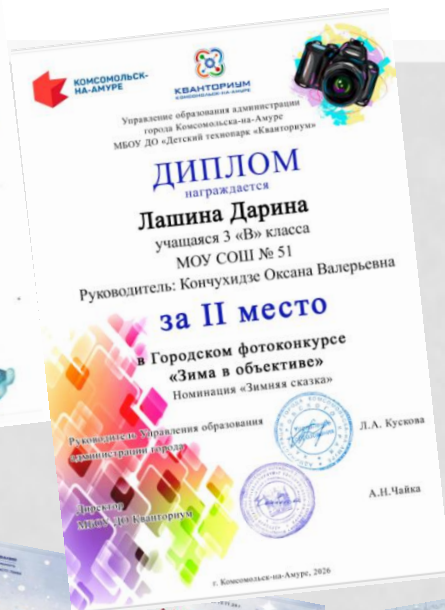 КОМСОМОЛЬСК-
НА-АМУРЕ
КВАНТОРИУМ
КОМСОМОЛЬСК-НА-АМУРЕ
Управление образования администрации
города Комсомольска-на-Амуре
МБОУ ДО «Детский технопарк «Кванториум»
ДИПЛОМ
награждается
Лашина Дарина
учащаяся 3 «В» класса
МОУ СОШ № 51
Руководитель: Кончухидзе Оксана Валерьевна
за II место
в Городском фотоконкурсе
«Зима в объективе»
Номинация «Зимняя сказка»
Руководитель Управления образования
администрации города
Л.А. Кускова
Директор
МБОУ ДО Кванториум
А.Н.Чайка
г. Комсомольск-на-Амуре, 2026